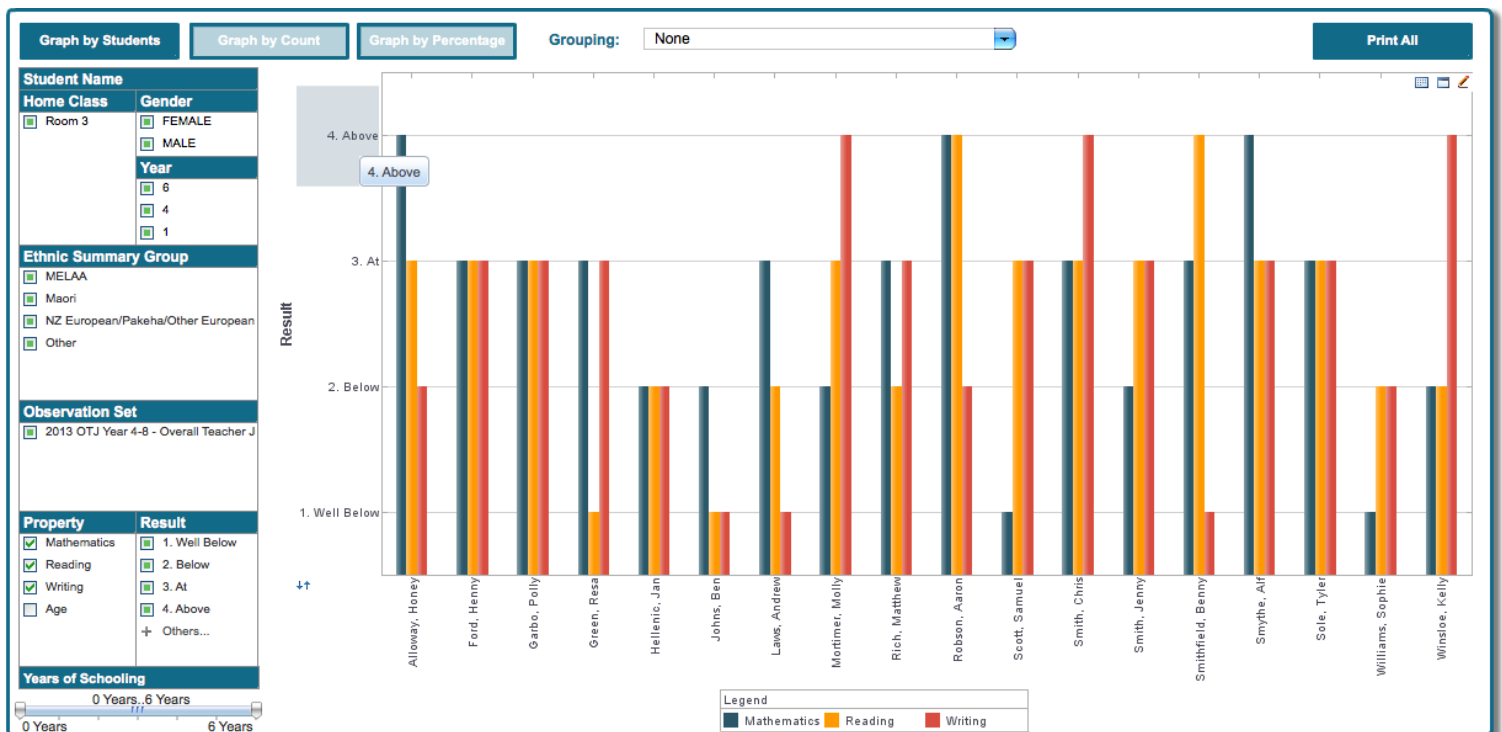 Graph by Students
Graph by Count
Graph by Percentage
Grouping:
None
Print All
Student Name
Home Class
Gender
Room 3
FEMALE
MALE
Year
6
4
1
Ethnic Summary Group
MELAA
Maori
NZ European/Pakeha/Other European
Other
Observation Set
2013 OTJ Year 4-8 - Overall Teacher J
Property
Result
Mathematics
1. Well Below
Reading
2. Below
Writing
3. At
Age
4. Above
Others...
Years of Schooling
0 Years..6 Years
0 Years
6 Years
Result
4. Above
4. Above
3. At
2. Below
1. Well Below
Alloway, Honey
Ford, Henny
Garbo, Polly
Green, Resa
Hellenic, Jan
Johns, Ben
Laws, Andrew
Mortimer, Molly
Rich, Matthew
Robson, Aaron
Scott, Samuel
Smith, Chris
Smith, Jenny
Smithfield, Benny
Smythe, Alf
Sole, Tyler
Williams, Sophie
Winsloe, Kelly
Legend
Mathematics
Reading
Writing